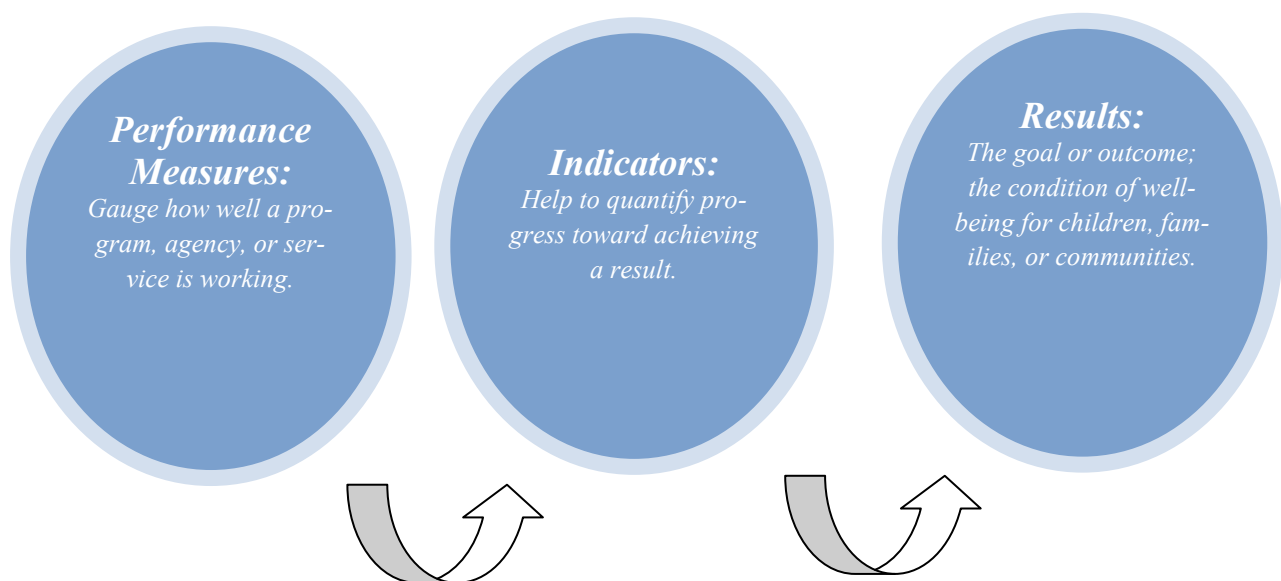 Performance
Measures:
Gauge how well a pro-
gram, agency, or ser-
vice is working.
Indicators:
Help to quantify pro-
gress toward achieving
a result.
Results:
The goal or outcome;
the condition of well-
being for children, fam-
ilies, or communities.